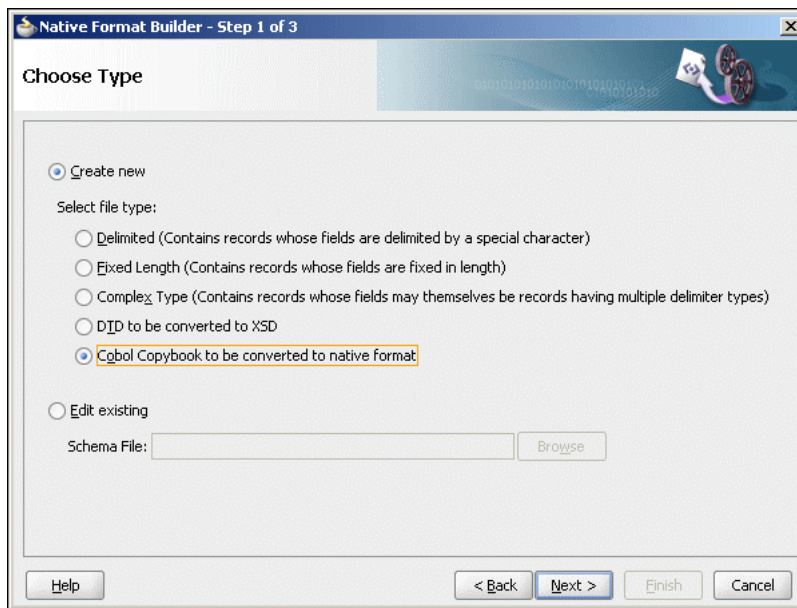 Native Format Builder - Step 1 of 3
Choose Type
010101010101010101010101
01010101010
Create new
Select file type:
Delimited (Contains records whose fields are delimited by a special character)
Fixed Length (Contains records whose fields are fixed in length)
Complex Type (Contains records whose fields may themselves be records having multiple delimiter types)
DTD to be converted to XSD
Cobol Copybook to be converted to native format
Edit existing
Schema File: Browse
Help < Back Next > Finish Cancel